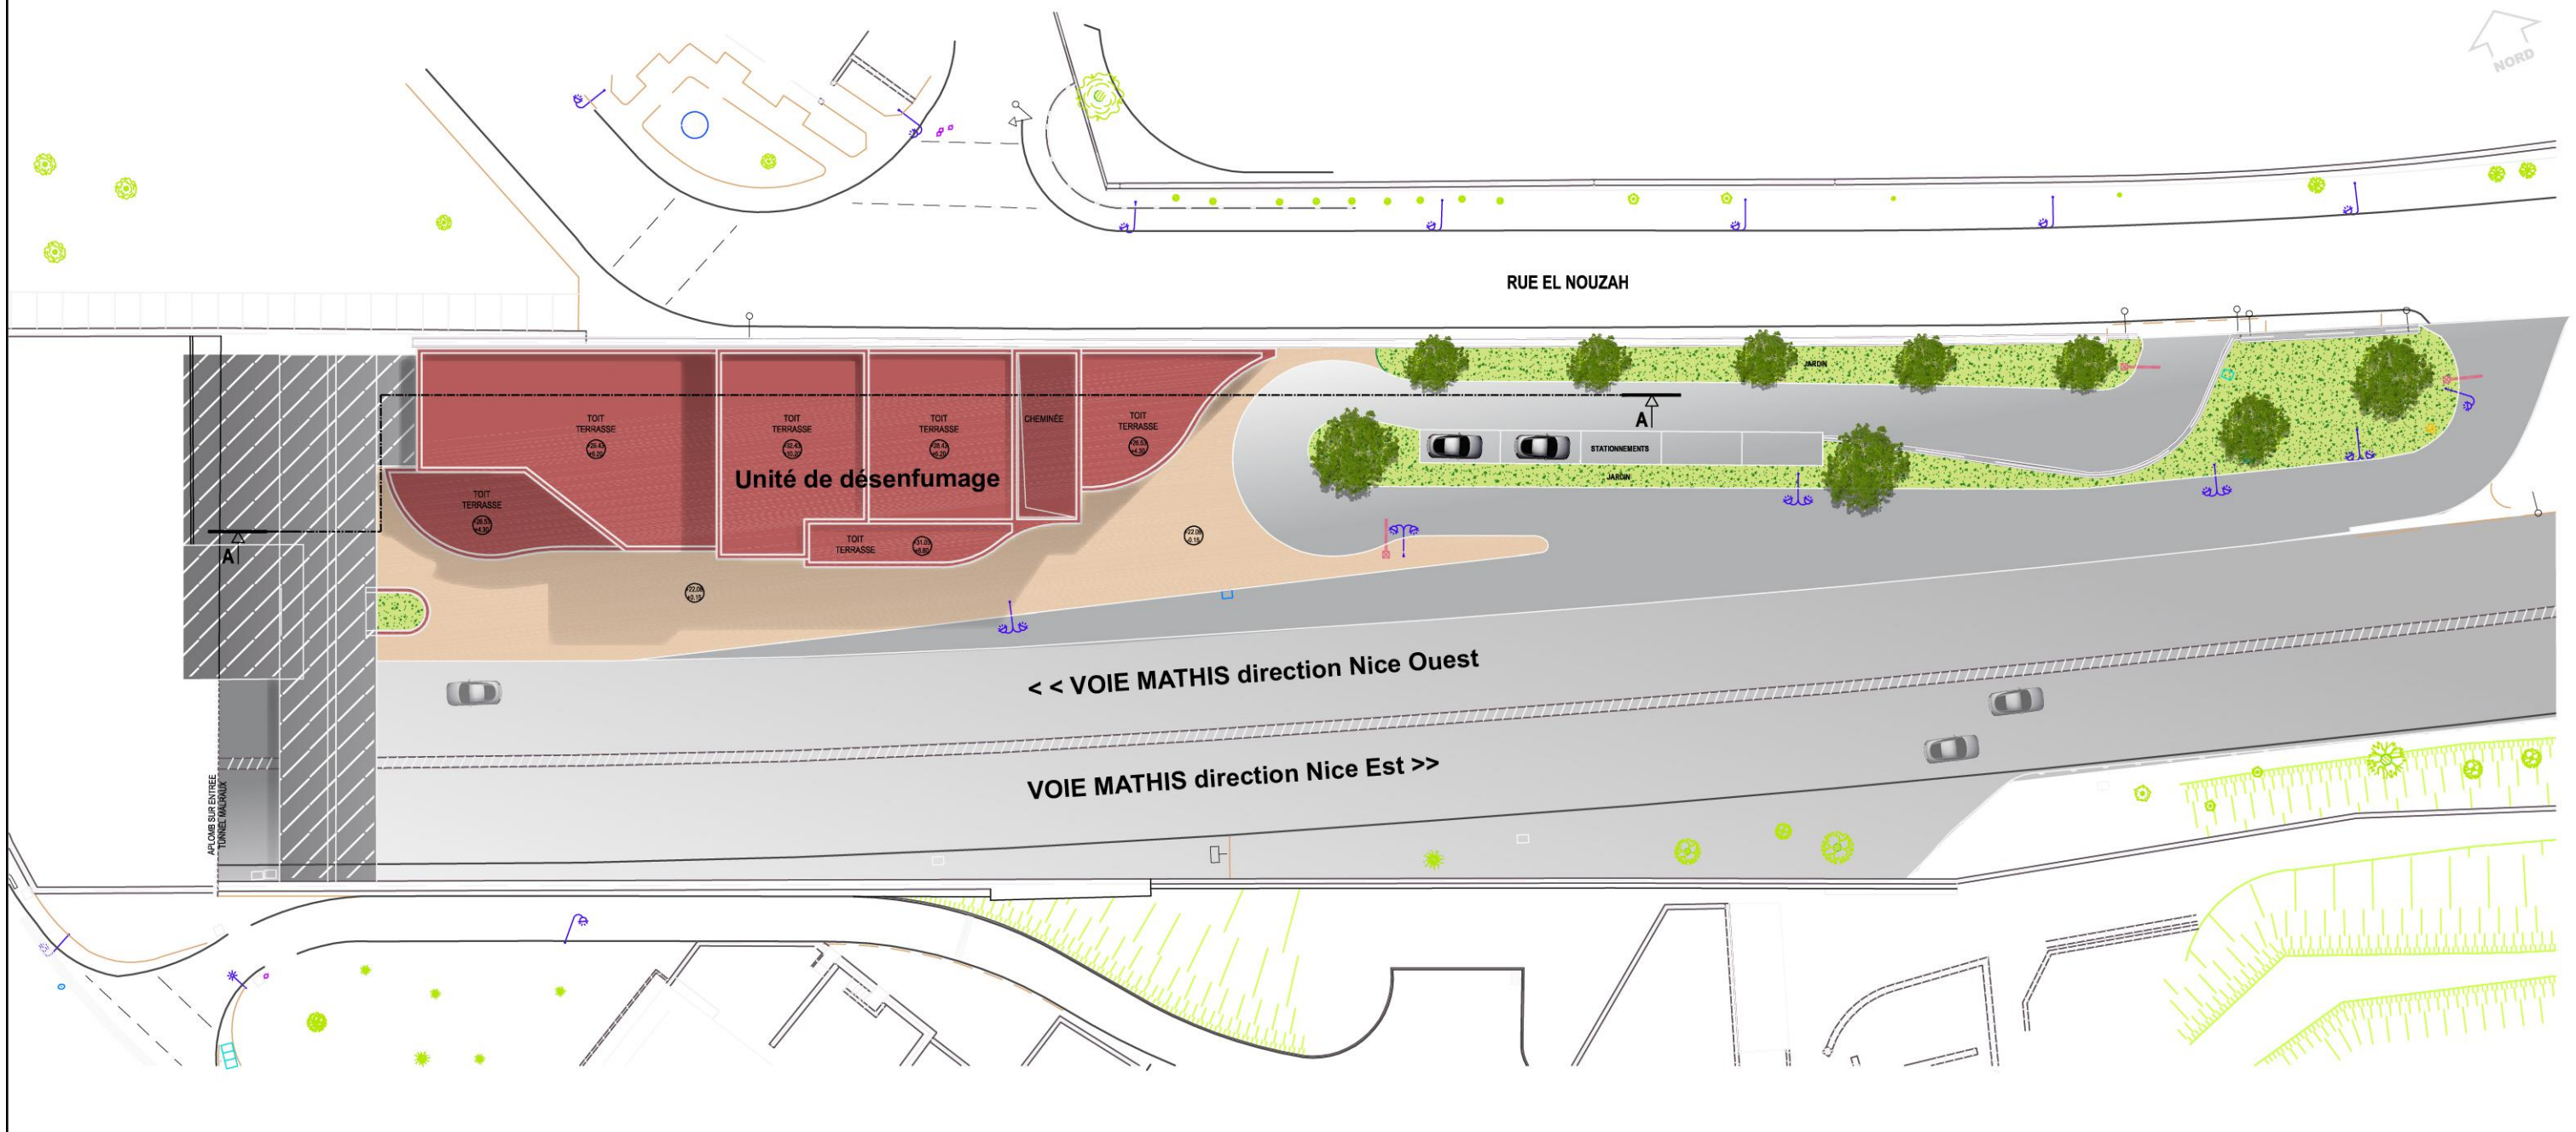 NORD
RUE EL NOUZAH
JARDIN
A
TOIT
TERRASSE
TOIT
TERRASSE
TOIT
TERRASSE
CHEMINÉE
TOIT
TERRASSE
STATIONNEMENTS
JARDIN
Unité de désenfumage
TOIT
TERRASSE
TOIT
TERRASSE
A
< < VOIE MATHIS direction Nice Ouest
VOIE MATHIS direction Nice Est >>
APLOMB SUR ENTREE
TUNNEL MALRAUX